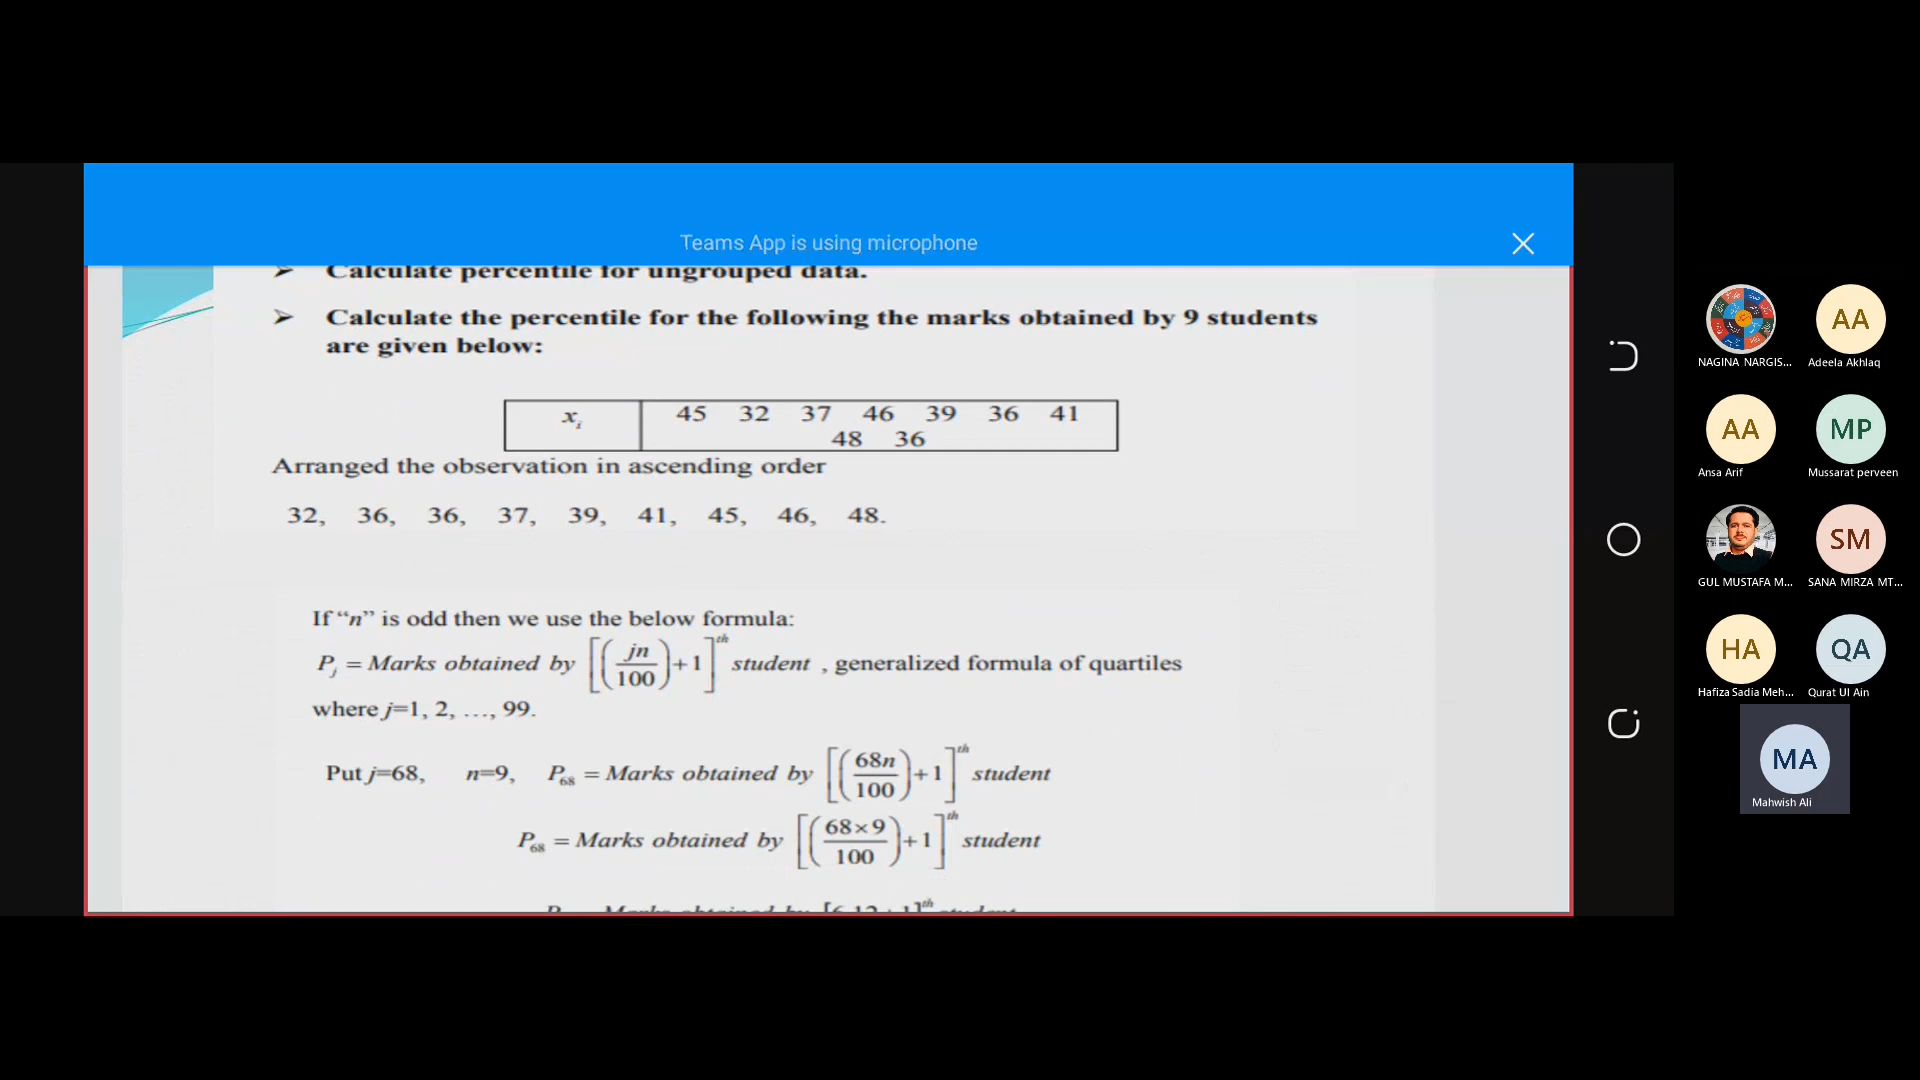 Teams App is using microphone
➤ Calculate percentile for ungrouped data.
➤ Calculate the percentile for the following the marks obtained by 9 students
are given below:
xᵢ 45 32 37 46 39 36 41
48 36
Arranged the observation in ascending order
32, 36, 36, 37, 39, 41, 45, 46, 48.
If “n” is odd then we use the below formula:
Pⱼ = Marks obtained by [(jn/100)+1]ᵗʰ student , generalized formula of quartiles
where j=1, 2, …, 99.
Put j=68, n=9, P₆₈ = Marks obtained by [(68n/100)+1]ᵗʰ student
P₆₈ = Marks obtained by [(68×9/100)+1]ᵗʰ student
NAGINA NARGIS...
AA
Adeela Akhlaq
AA
Ansa Arif
MP
Mussarat perveen
GUL MUSTAFA M...
SM
SANA MIRZA MT...
HA
Hafiza Sadia Meh...
QA
Qurat Ul Ain
MA
Mahwish Ali